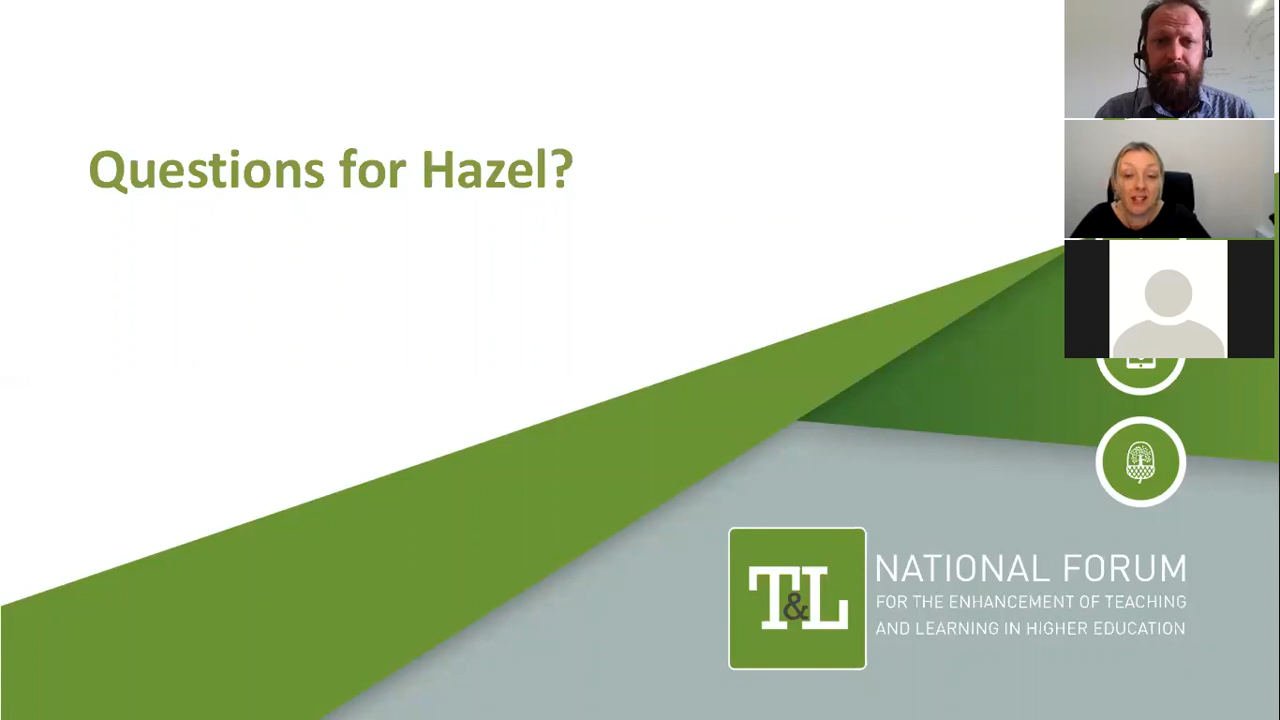 Questions for Hazel?
T&L
NATIONAL FORUM
FOR THE ENHANCEMENT OF TEACHING
AND LEARNING IN HIGHER EDUCATION